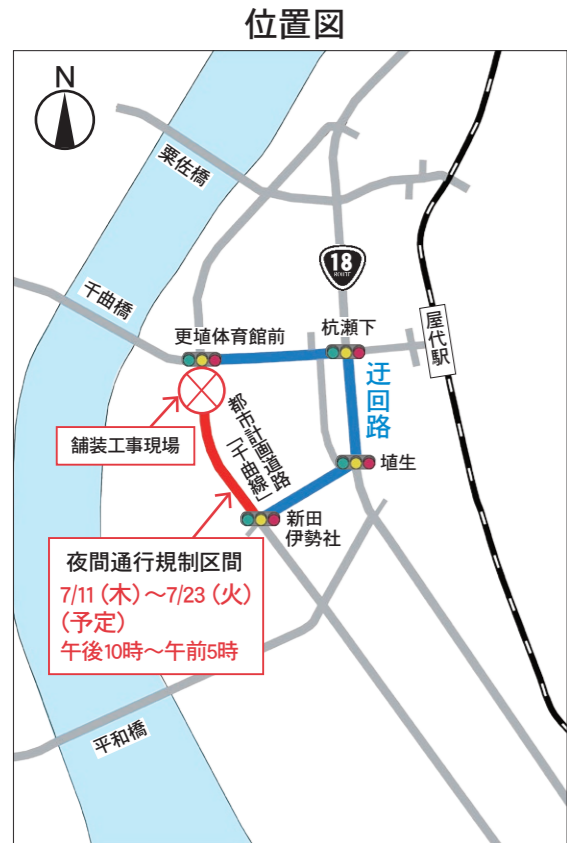 位置図
N
粟佐橋
18
ROUTE
千曲橋
更埴体育館前
杭瀬下
屋代駅
迂回路
都市計画道路
「千曲線」
舗装工事現場
埴生
新田
伊勢社
夜間通行規制区間
7/11（木）～7/23（火）
（予定）
午後10時～午前5時
平和橋